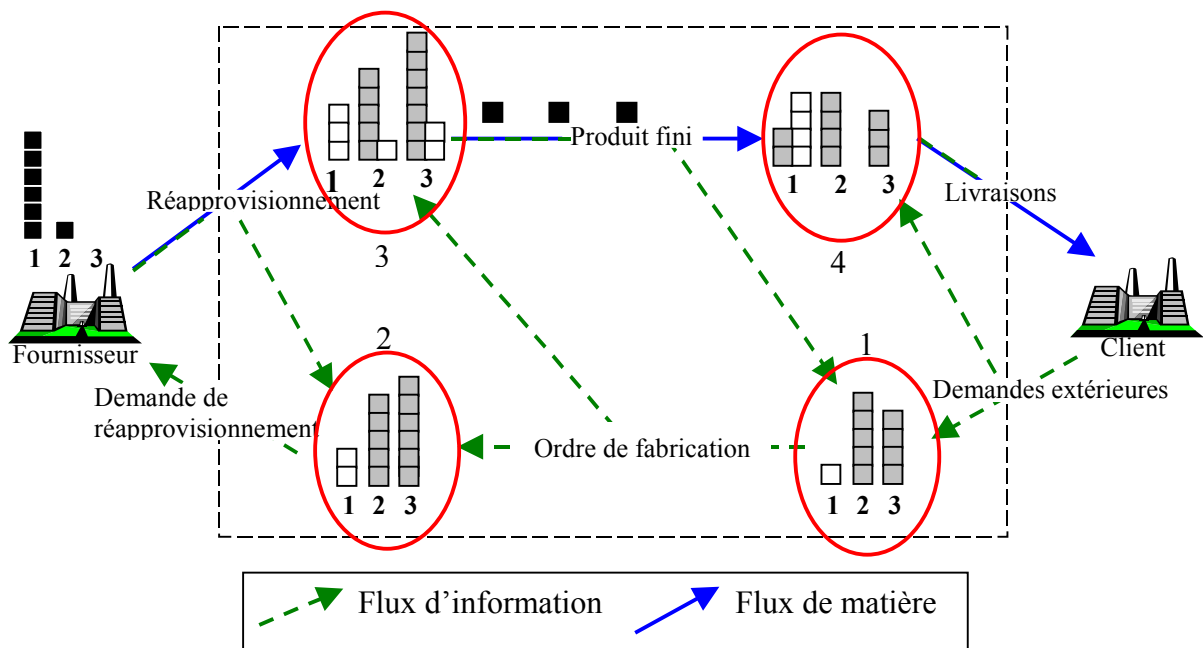 1 2 3
Fournisseur
Réapprovisionnement
1 2 3
3
Produit fini
1 2 3
4
Livraisons
Client
2
1 2 3
Demande de
réapprovisionnement
Ordre de fabrication
1
1 2 3
Demandes extérieures
Flux d’information
Flux de matière